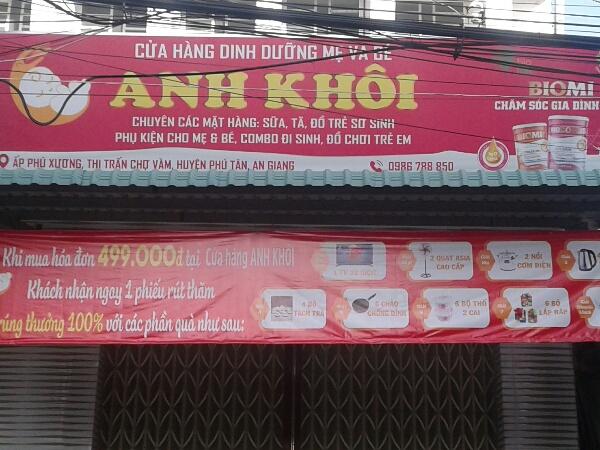 CỬA HÀNG DINH DƯỠNG MẸ VÀ BÉ
ANH KHÔI
CHUYÊN CÁC MẶT HÀNG: SỮA, TÃ, ĐỒ TRẺ SƠ SINH
PHỤ KIỆN CHO MẸ & BÉ, COMBO ĐI SINH, ĐỒ CHƠI TRẺ EM
ẤP PHÚ XƯƠNG, THỊ TRẤN CHỢ VÀM, HUYỆN PHÚ TÂN, AN GIANG
0986 788 850
BIOMI
CHĂM SÓC GIA ĐÌNH
BIOMI
Khi mua hóa đơn 499.000đ tại Cửa hàng ANH KHÔI
Khách nhận ngay 1 phiếu rút thăm
rúng thưởng 100% với các phần quà như sau:
2 QUẠT ASIA
CAO CẤP
2 NỒI
CƠM ĐIỆN
4 BỘ
TÁCH TRÀ
5 CHẢO
CHỐNG DÍNH
6 BỘ THỐ
2 CÁI
6 BỘ
LẮP RÁP